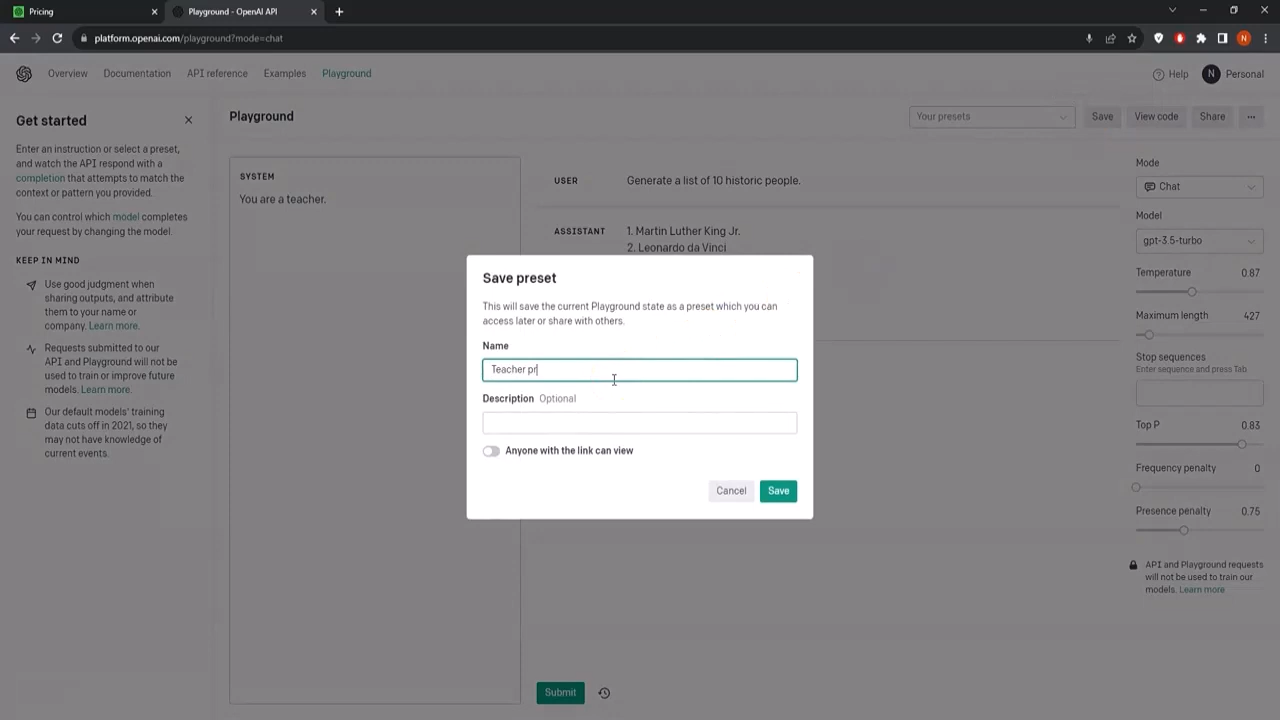 Pricing
Playground - OpenAI API
platform.openai.com/playground?mode=chat
N
Overview
Documentation
API reference
Examples
Playground
Help
N
Personal
Get started
Enter an instruction or select a preset,
and watch the API respond with a
completion that attempts to match the
context or pattern you provided.
You can control which model completes
your request by changing the model.
KEEP IN MIND
Use good judgment when
sharing outputs, and attribute
them to your name or
company. Learn more.
Requests submitted to our
API and Playground will not
be used to train or improve future
models. Learn more.
Our default models' training
data cuts off in 2021, so they
may not have knowledge of
current events.
Playground
Your presets
Save
View code
Share
...
SYSTEM
You are a teacher.
USER
Generate a list of 10 historic people.
ASSISTANT
1. Martin Luther King Jr.
2. Leonardo da Vinci
Save preset
This will save the current Playground state as a preset which you can
access later or share with others.
Name
Teacher pr
Description Optional
Anyone with the link can view
Cancel
Save
Submit
Mode
Chat
Model
gpt-3.5-turbo
Temperature 0.87
Maximum length 427
Stop sequences
Enter sequence and press Tab
Top P 0.83
Frequency penalty 0
Presence penalty 0.75
API and Playground requests
will not be used to train our
models. Learn more